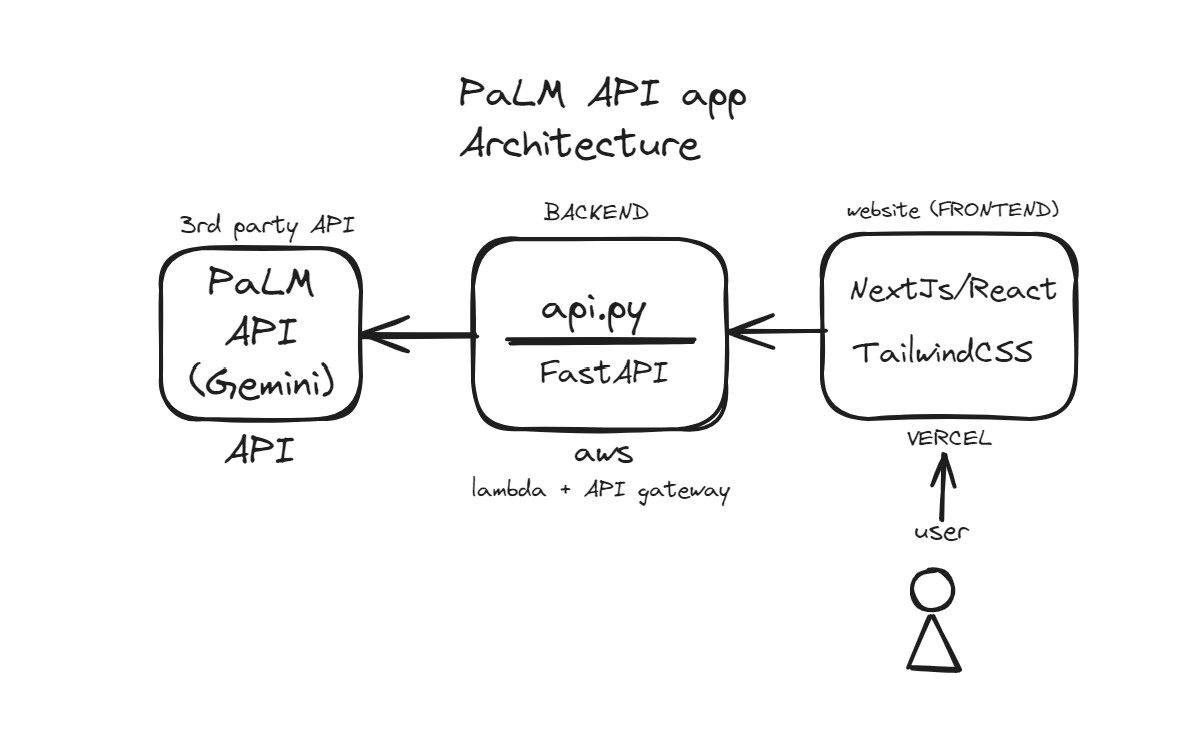 PaLM API app
Architecture
3rd party API
PaLM
API
(Gemini)
API
BACKEND
api.py
FastAPI
aws
lambda + API gateway
website (FRONTEND)
NextJs/React
TailwindCSS
VERCEL
user